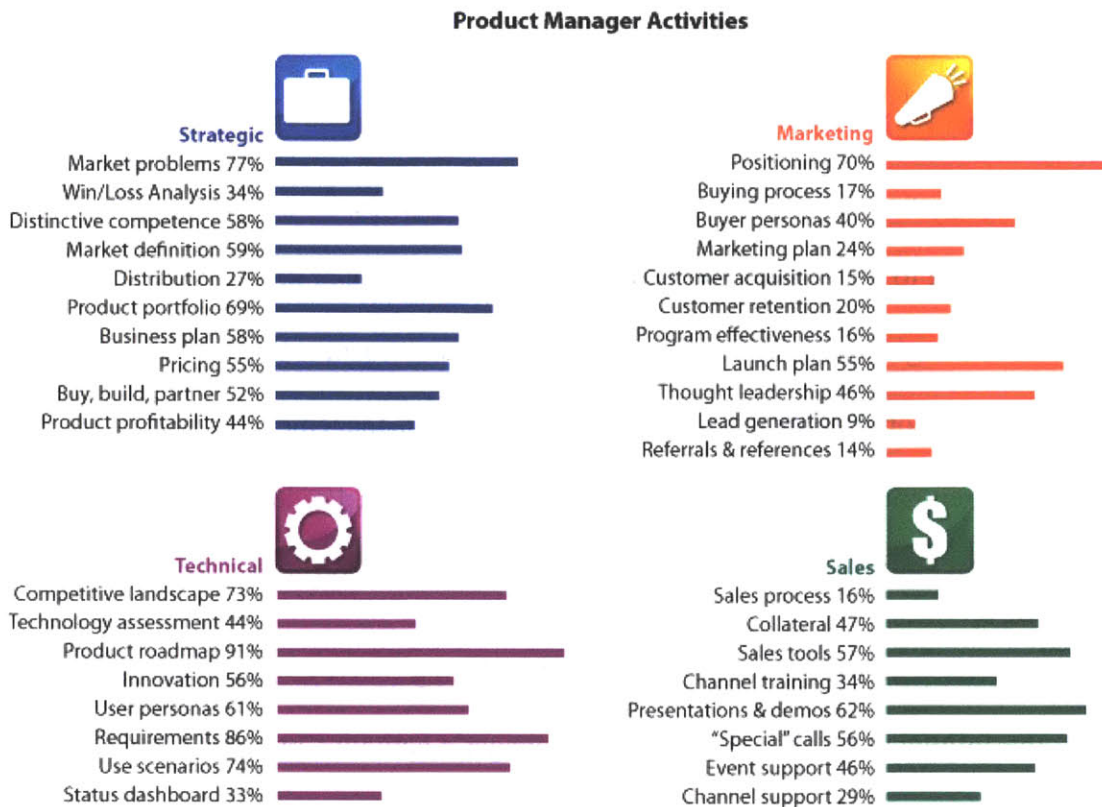 Product Manager Activities
Strategic
Market problems 77%
Win/Loss Analysis 34%
Distinctive competence 58%
Market definition 59%
Distribution 27%
Product portfolio 69%
Business plan 58%
Pricing 55%
Buy, build, partner 52%
Product profitability 44%
Marketing
Positioning 70%
Buying process 17%
Buyer personas 40%
Marketing plan 24%
Customer acquisition 15%
Customer retention 20%
Program effectiveness 16%
Launch plan 55%
Thought leadership 46%
Lead generation 9%
Referrals & references 14%
Technical
Competitive landscape 73%
Technology assessment 44%
Product roadmap 91%
Innovation 56%
User personas 61%
Requirements 86%
Use scenarios 74%
Status dashboard 33%
$
Sales
Sales process 16%
Collateral 47%
Sales tools 57%
Channel training 34%
Presentations & demos 62%
"Special" calls 56%
Event support 46%
Channel support 29%